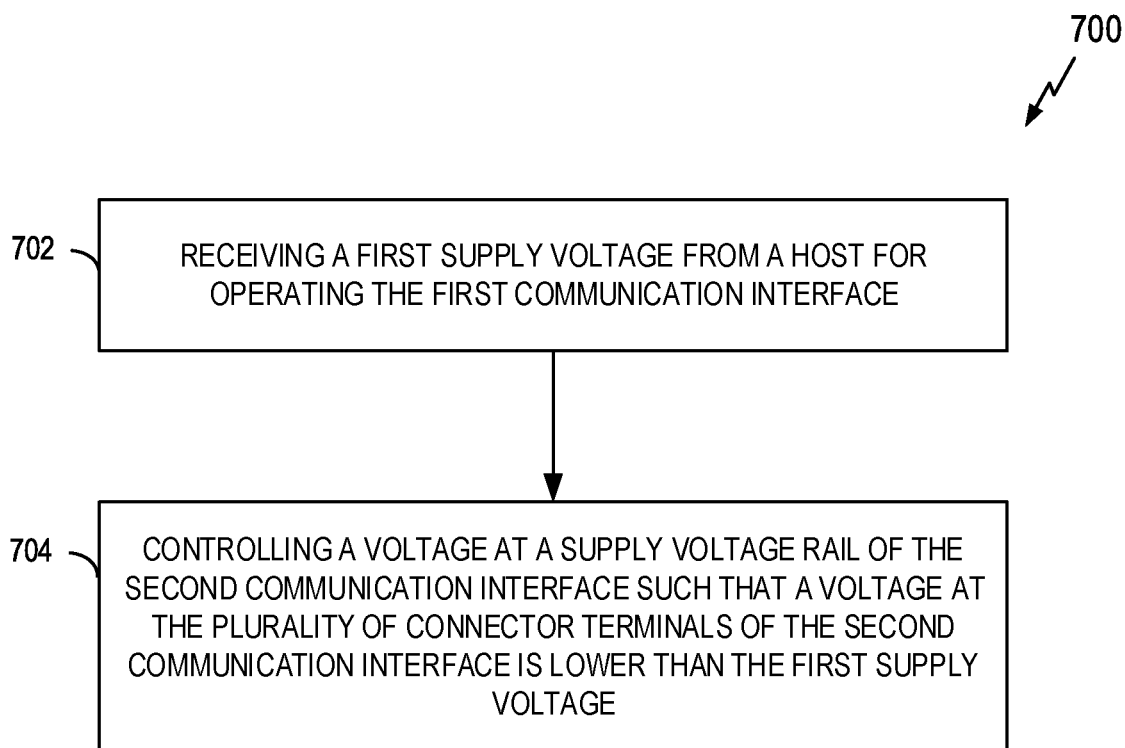 700
702
RECEIVING A FIRST SUPPLY VOLTAGE FROM A HOST FOR
OPERATING THE FIRST COMMUNICATION INTERFACE
704
CONTROLLING A VOLTAGE AT A SUPPLY VOLTAGE RAIL OF THE
SECOND COMMUNICATION INTERFACE SUCH THAT A VOLTAGE AT
THE PLURALITY OF CONNECTOR TERMINALS OF THE SECOND
COMMUNICATION INTERFACE IS LOWER THAN THE FIRST SUPPLY
VOLTAGE